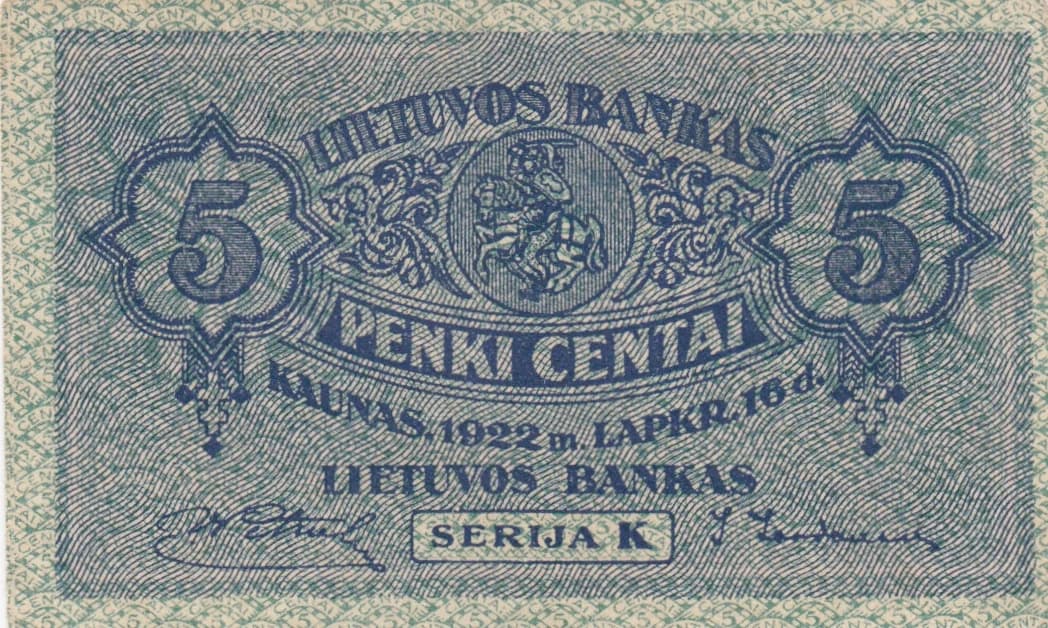 LIETUVOS BANKAS
5 5
PENKI CENTAI
KAUNAS, 1922 m. LAPKR. 16 d.
LIETUVOS BANKAS
SERIJA K